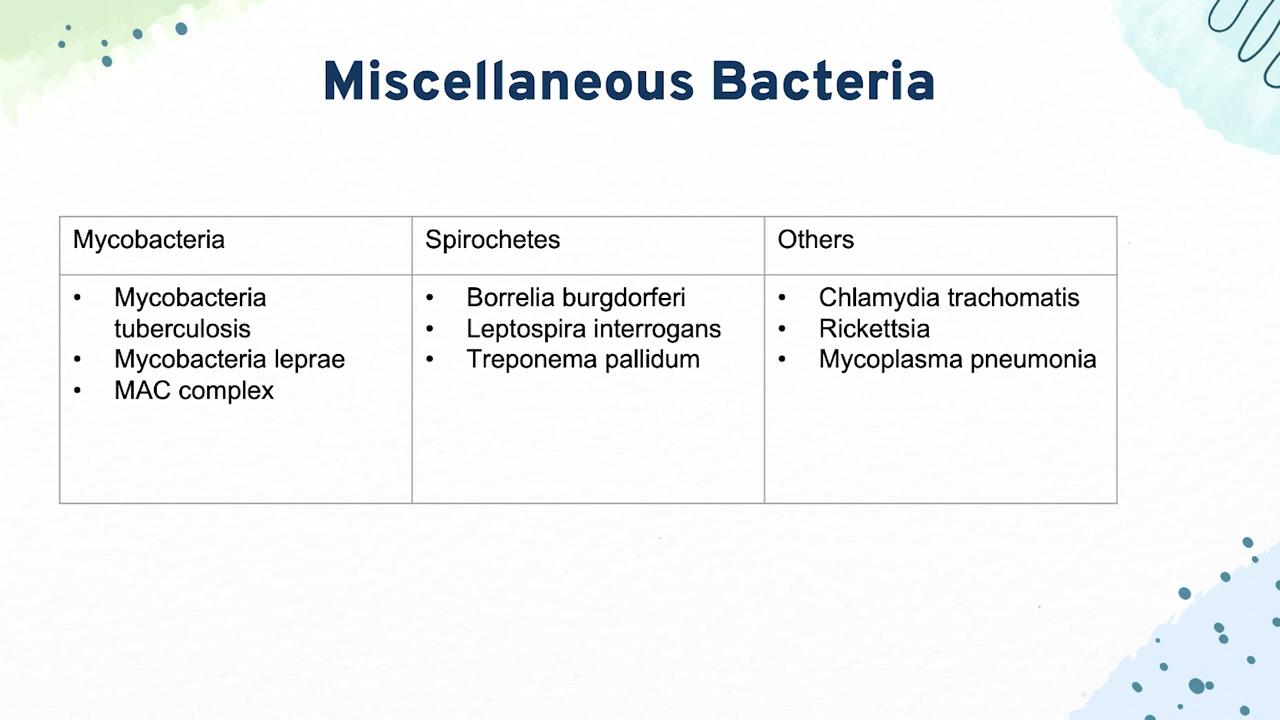 Miscellaneous Bacteria
Mycobacteria
Spirochetes
Others
• Mycobacteria
tuberculosis
• Mycobacteria leprae
• MAC complex
• Borrelia burgdorferi
• Leptospira interrogans
• Treponema pallidum
• Chlamydia trachomatis
• Rickettsia
• Mycoplasma pneumonia